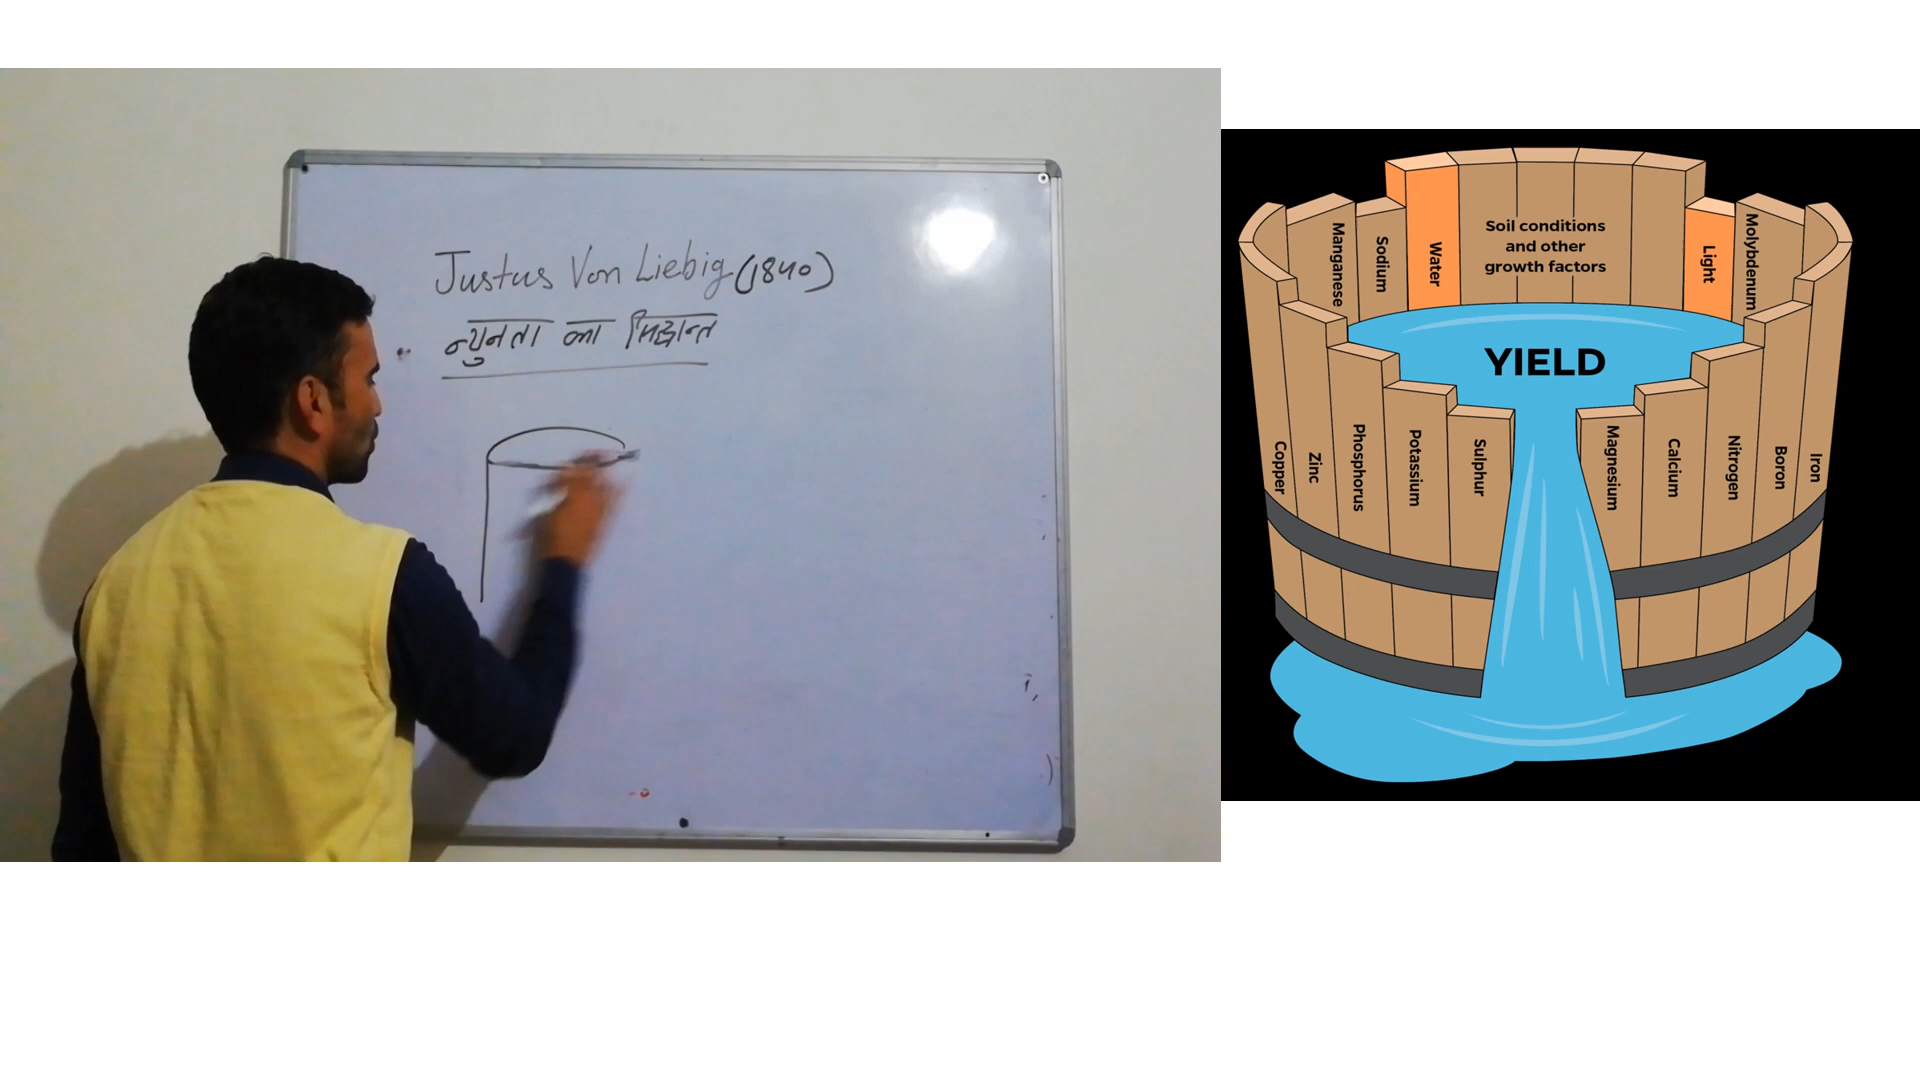 Justus Von Liebig (1840)
न्युनता का सिद्धान्त
Manganese
Sodium
Water
Soil conditions
and other
growth factors
Light
Molybdenum
YIELD
Copper
Zinc
Phosphorus
Potassium
Sulphur
Magnesium
Calcium
Nitrogen
Boron
Iron